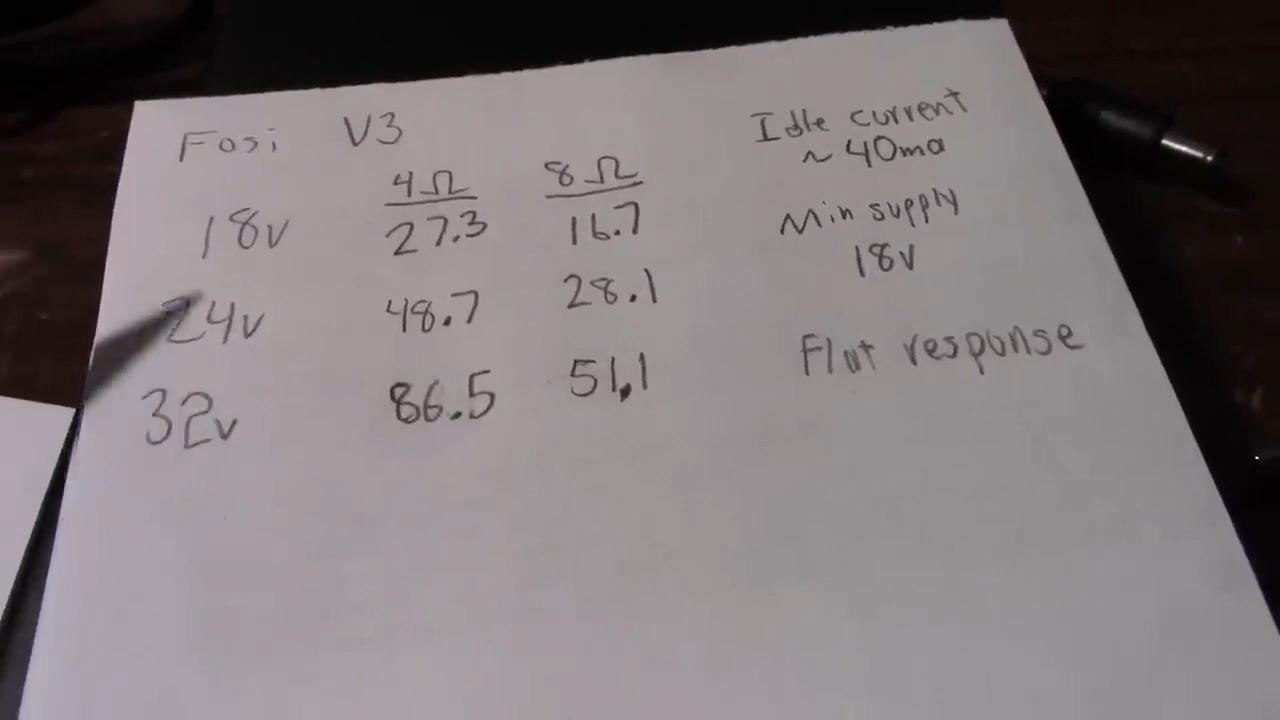 Fosi V3
4Ω 8Ω
18v 27.3 16.7
24v 48.7 28.1
32v 86.5 51.1
Idle current
~ 40ma
Min supply
18v
Flat response